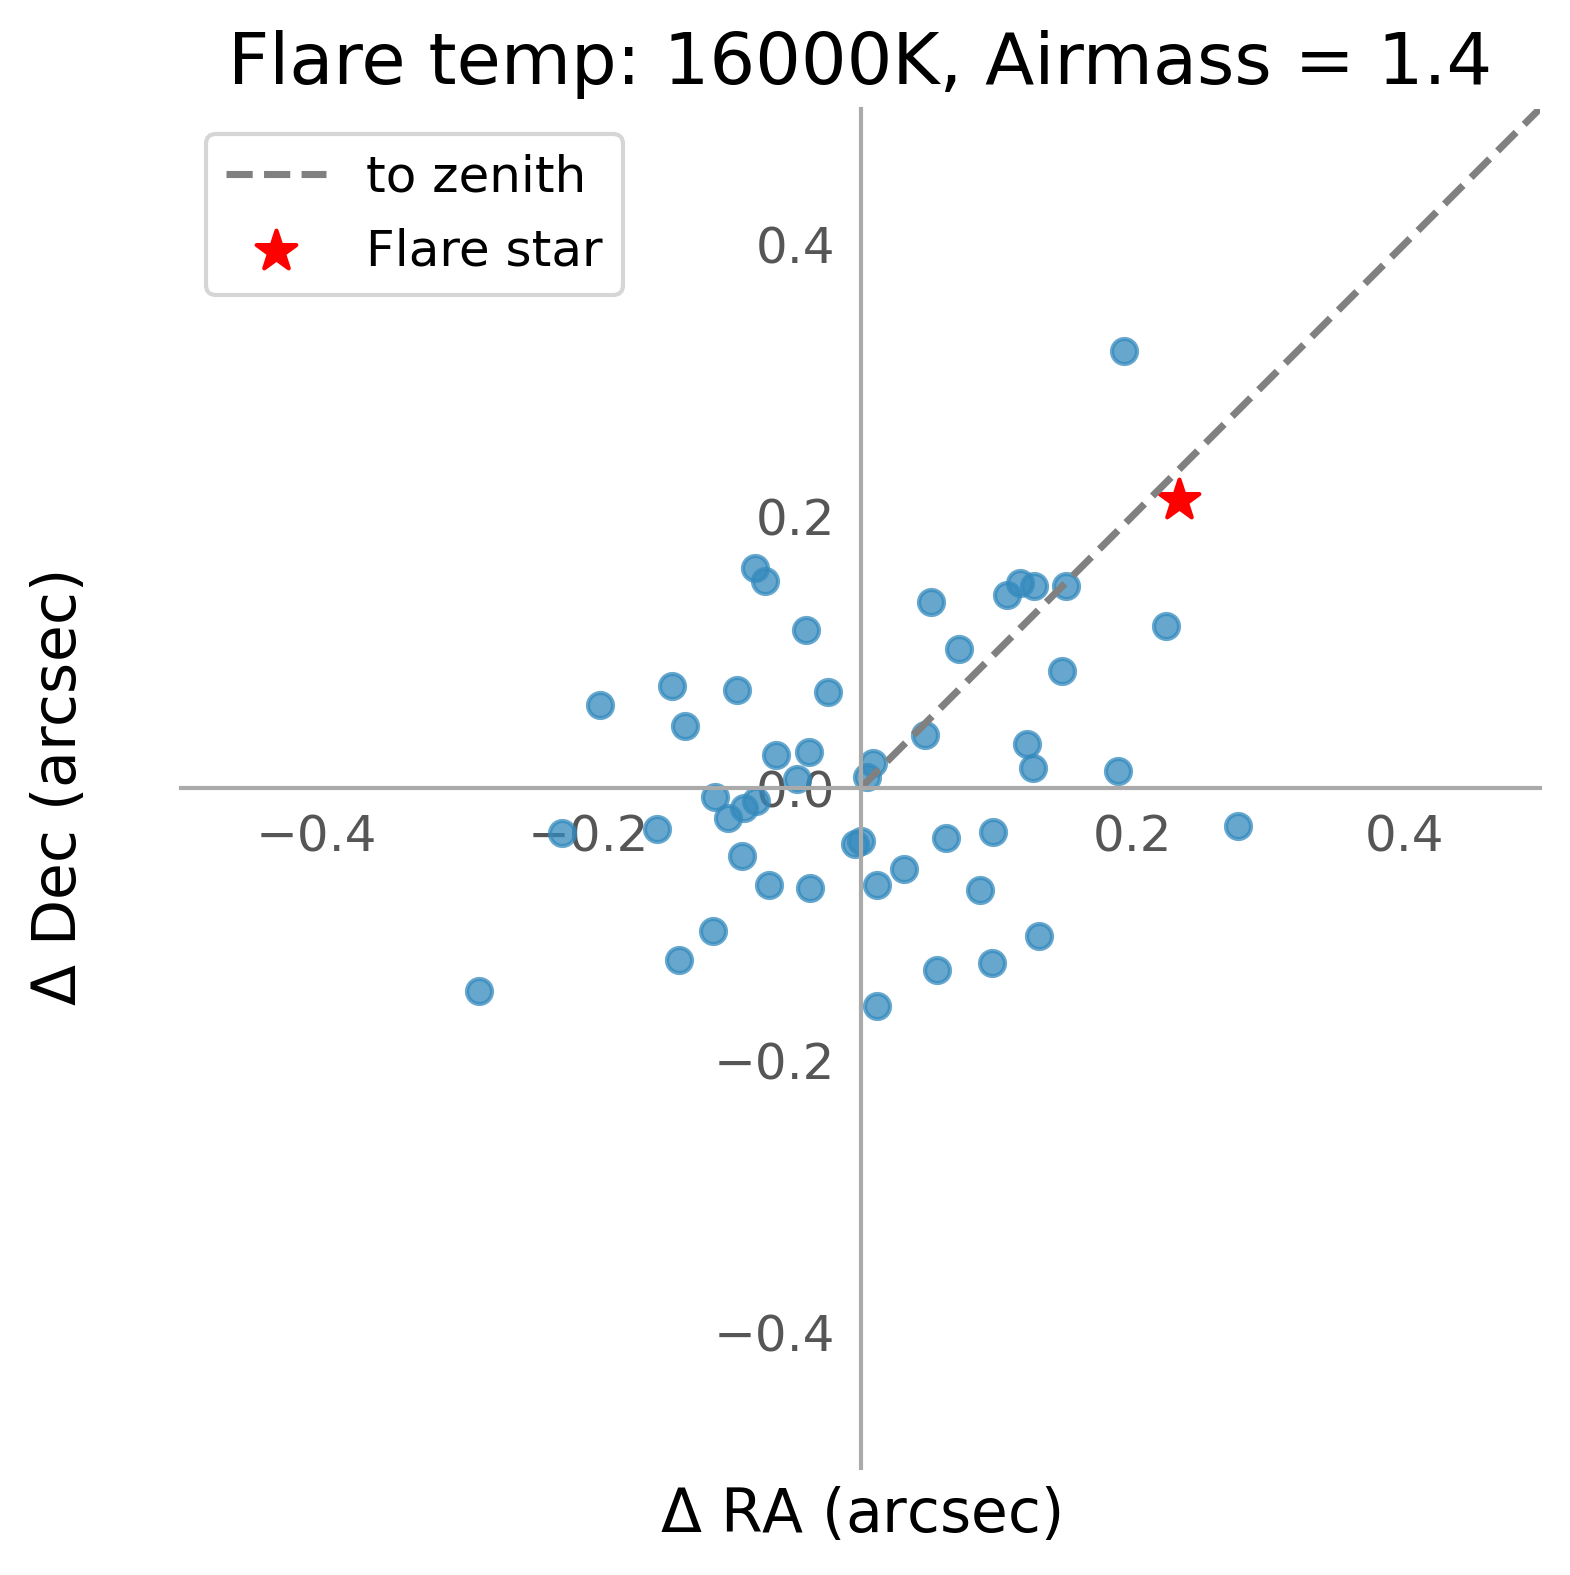 Flare temp: 16000K, Airmass = 1.4
to zenith
Flare star
0.4
0.2
0.0
−0.4
−0.2
0.2
0.4
−0.2
−0.4
Δ Dec (arcsec)
Δ RA (arcsec)